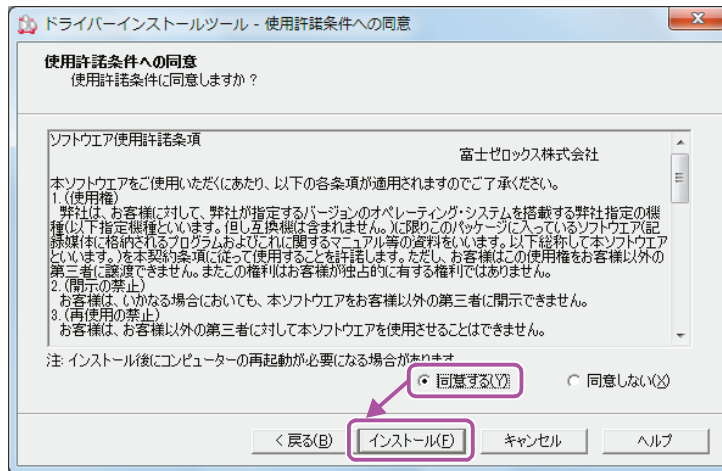 ドライバーインストールツール - 使用許諾条件への同意
使用許諾条件への同意
使用許諾条件に同意しますか？
ソフトウエア使用許諾条項
富士ゼロックス株式会社
本ソフトウエアをご使用いただくにあたり、以下の各条項が適用されますのでご了承ください。
1.(使用権)
弊社は、お客様に対して、弊社が指定するバージョンのオペレーティング・システムを搭載する弊社指定の機
種(以下指定機種といいます。但し互換機は含まれません。)に限りこのパッケージに入っているソフトウエア(記
録媒体に格納されるプログラムおよびこれに関するマニュアル等の資料をいいます。以下総称して本ソフトウエア
といいます。)を本契約条項に従って使用することを許諾します。ただし、お客様はこの使用権をお客様以外の
第三者に譲渡できません。またこの権利はお客様が独占的に有する権利ではありません。
2.(開示の禁止)
お客様は、いかなる場合においても、本ソフトウエアをお客様以外の第三者に開示できません。
3.(再使用の禁止)
お客様は、お客様以外の第三者に対して本ソフトウエアを使用させることはできません。
注: インストール後にコンピューターの再起動が必要になる場合があります
同意する(Y)
同意しない(X)
< 戻る(B)
インストール(F)
キャンセル
ヘルプ